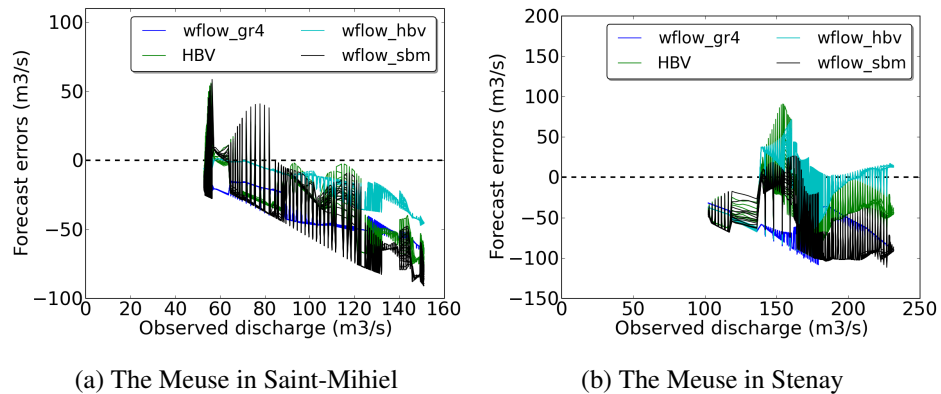 100
50
0
−50
−100
0
20
40
60
80
100
120
140
160
Forecast errors (m3/s)
Observed discharge (m3/s)
wflow_gr4
HBV
wflow_hbv
wflow_sbm
(a) The Meuse in Saint-Mihiel
200
150
100
50
0
−50
−100
−150
0
50
100
150
200
250
Forecast errors (m3/s)
Observed discharge (m3/s)
wflow_gr4
HBV
wflow_hbv
wflow_sbm
(b) The Meuse in Stenay